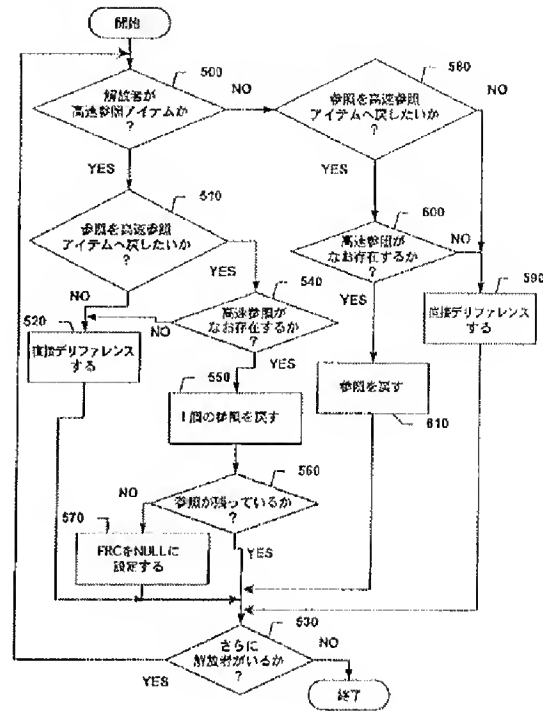 開始
500
解放者が
高速参照アイテムか
?
NO
580
参照を高速参照
アイテムへ戻したいか
?
NO
YES
YES
510
参照を高速参照
アイテムへ戻したいか
?
600
高速参照が
なお存在するか
?
NO
YES
540
高速参照が
なお存在するか
?
NO
NO
520
直接デリファレンス
する
YES
590
直接デリファレンス
する
YES
550
1個の参照を戻す
参照を戻す
610
560
参照が残っているか
?
NO
570
FRCをNULLに
設定する
YES
530
さらに
解放者がいるか
?
NO
YES
終了